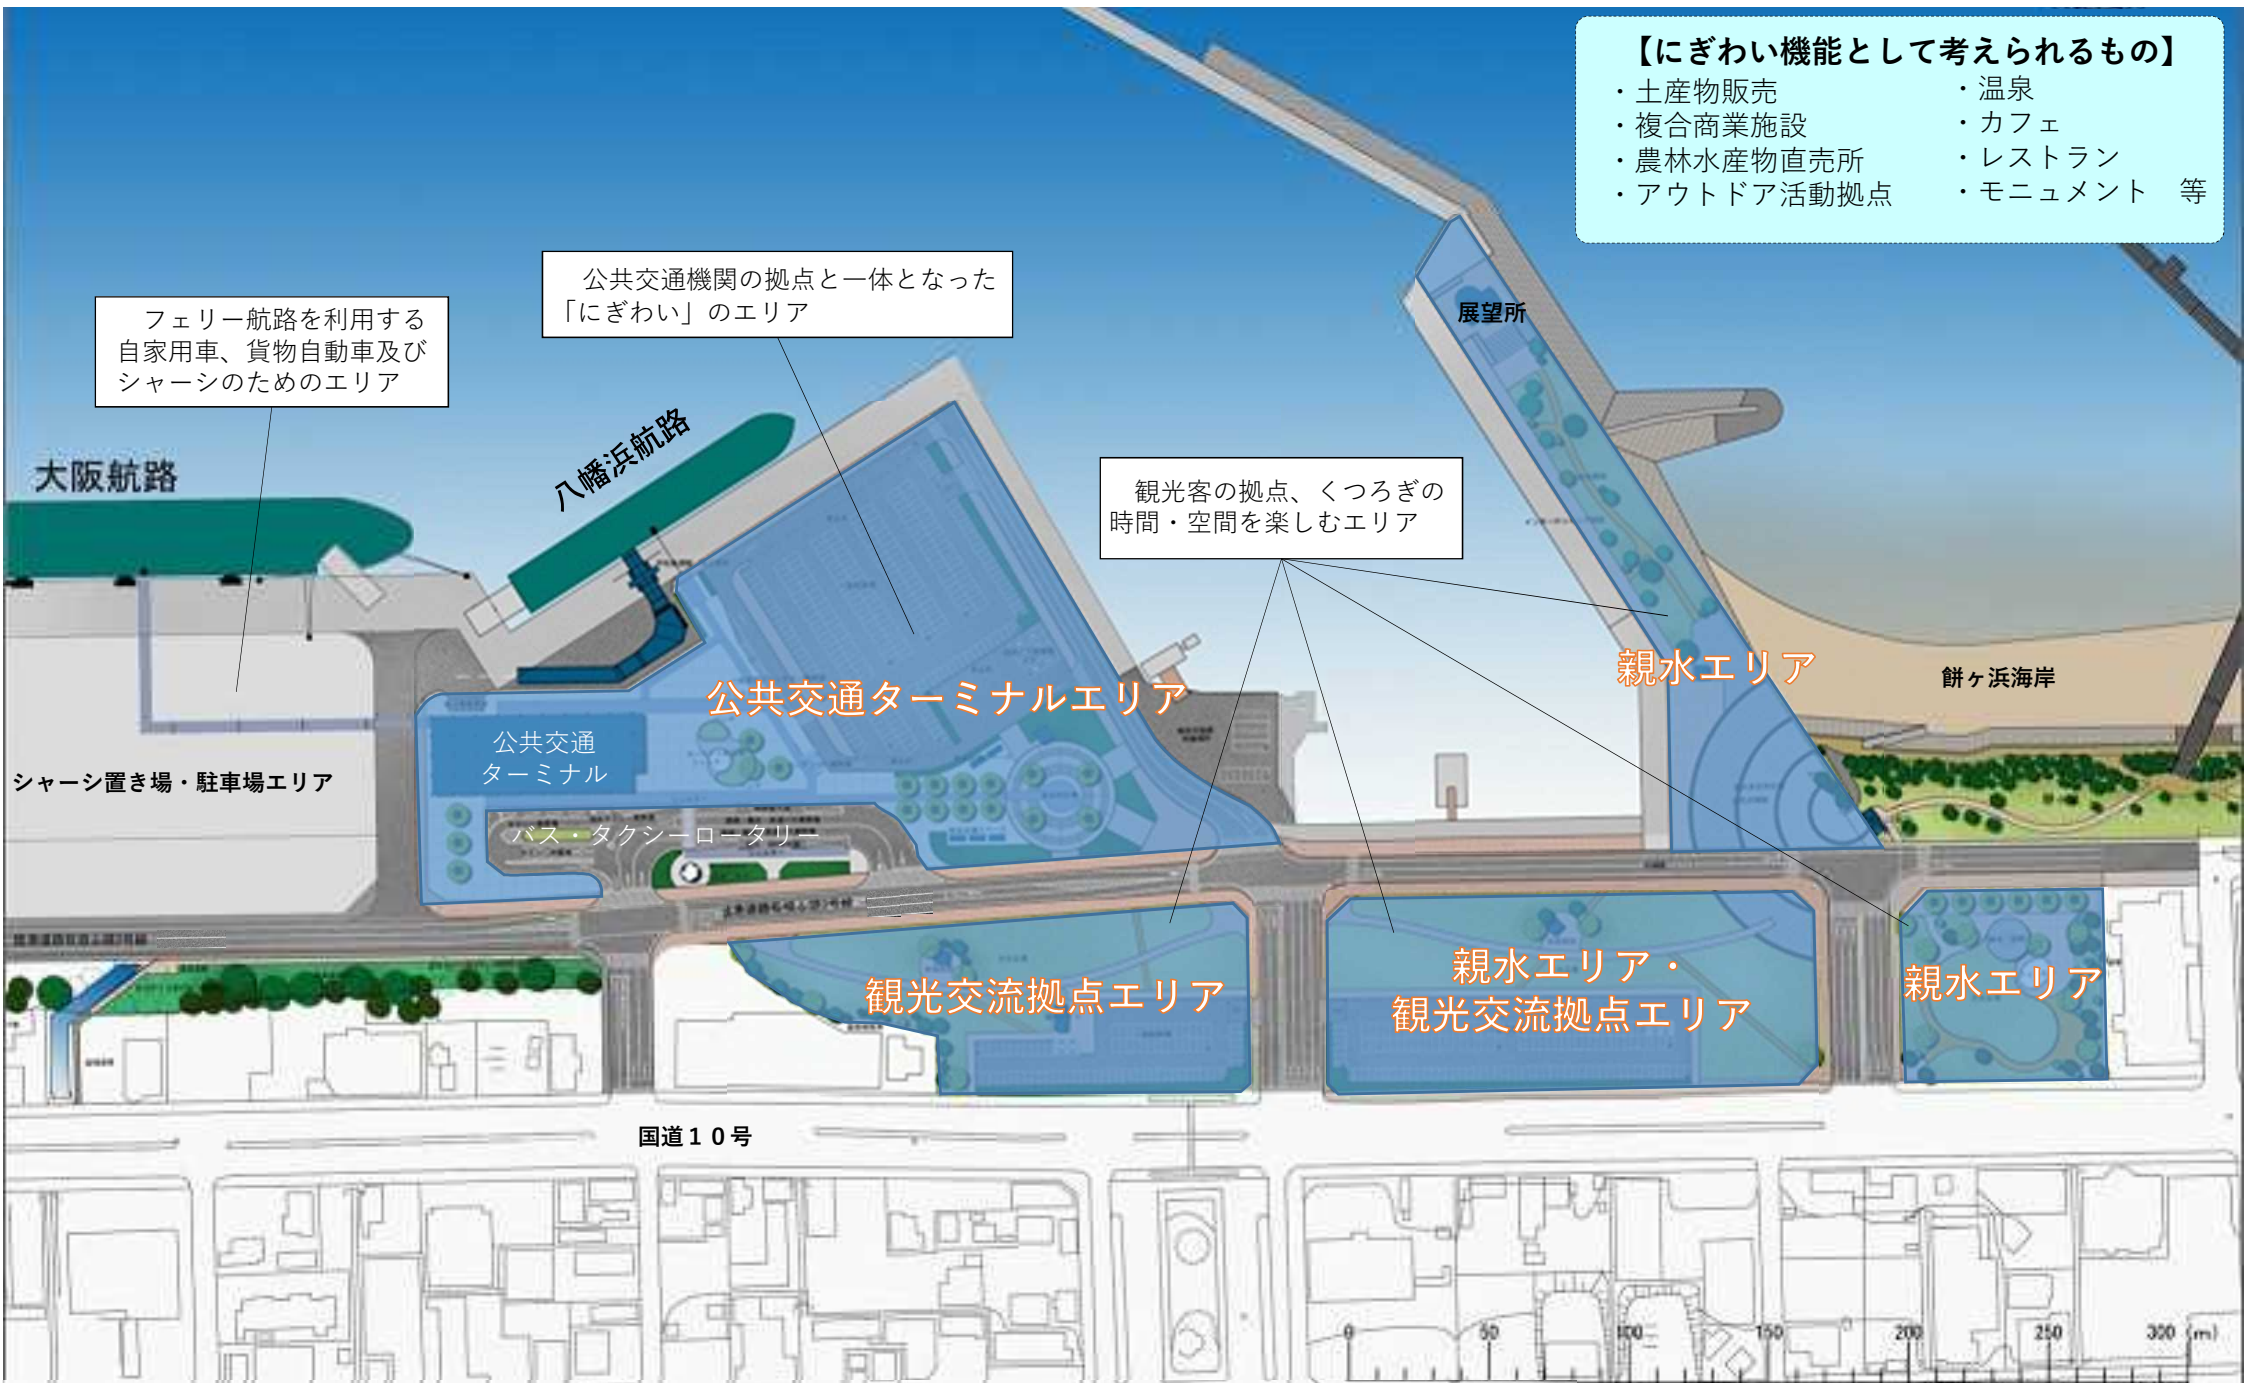 【にぎわい機能として考えられるもの】
・土産物販売
・複合商業施設
・農林水産物直売所
・アウトドア活動拠点
・温泉
・カフェ
・レストラン
・モニュメント　等
公共交通機関の拠点と一体となった
「にぎわい」のエリア
フェリー航路を利用する
自家用車、貨物自動車及び
シャーシのためのエリア
展望所
八幡浜航路
大阪航路
観光客の拠点、くつろぎの
時間・空間を楽しむエリア
親水エリア
餅ヶ浜海岸
公共交通ターミナルエリア
公共交通
ターミナル
シャーシ置き場・駐車場エリア
バス・タクシーロータリー
観光交流拠点エリア
親水エリア・
観光交流拠点エリア
親水エリア
国道１０号
0 50 100 150 200 250 300 (m)